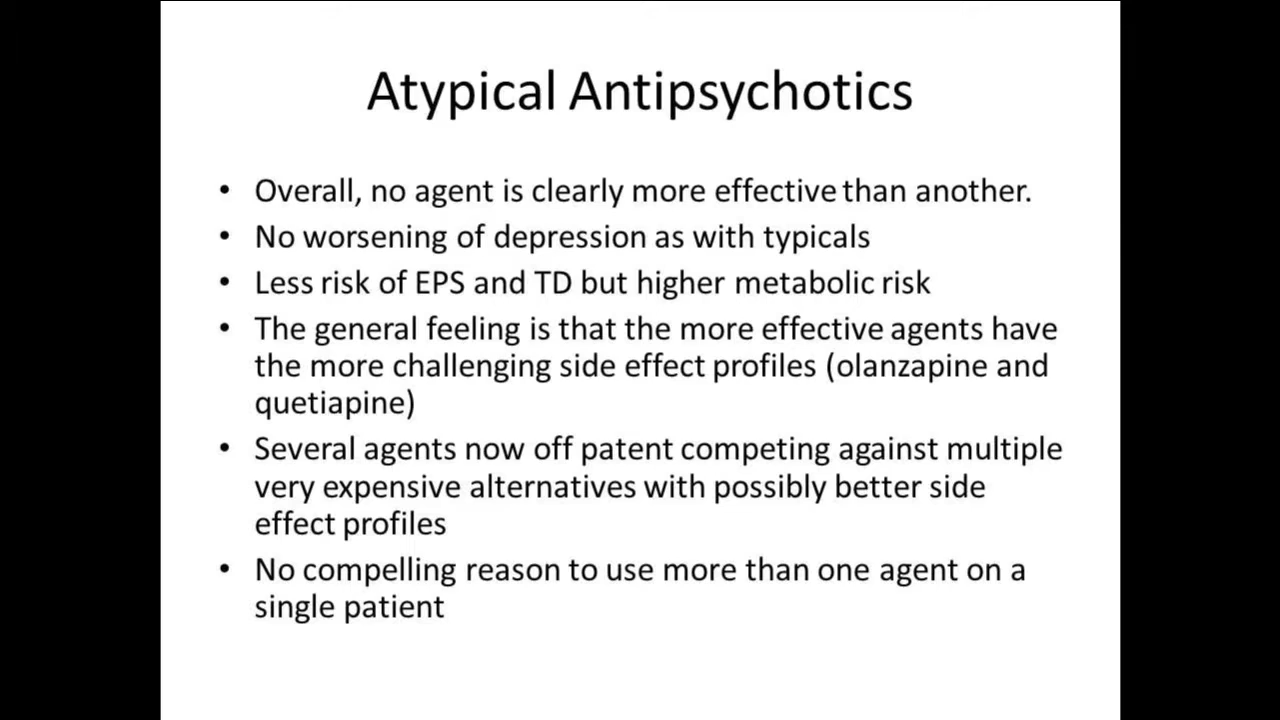 Atypical Antipsychotics
• Overall, no agent is clearly more effective than another.
• No worsening of depression as with typicals
• Less risk of EPS and TD but higher metabolic risk
• The general feeling is that the more effective agents have
the more challenging side effect profiles (olanzapine and
quetiapine)
• Several agents now off patent competing against multiple
very expensive alternatives with possibly better side
effect profiles
• No compelling reason to use more than one agent on a
single patient